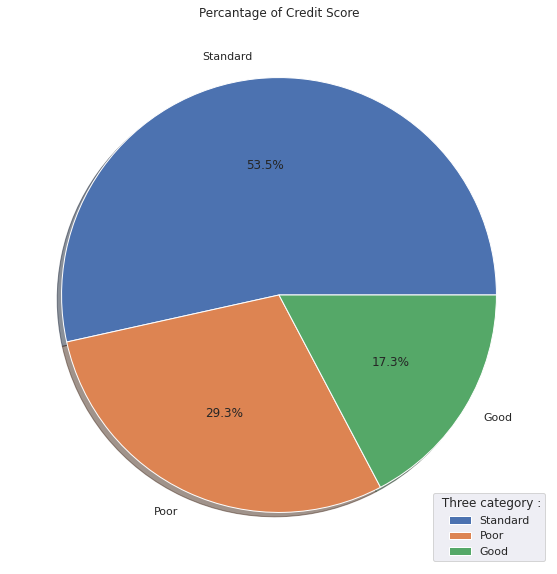 Percantage of Credit Score
Standard
53.5%
17.3%
29.3%
Good
Poor
Three category :
Standard
Poor
Good